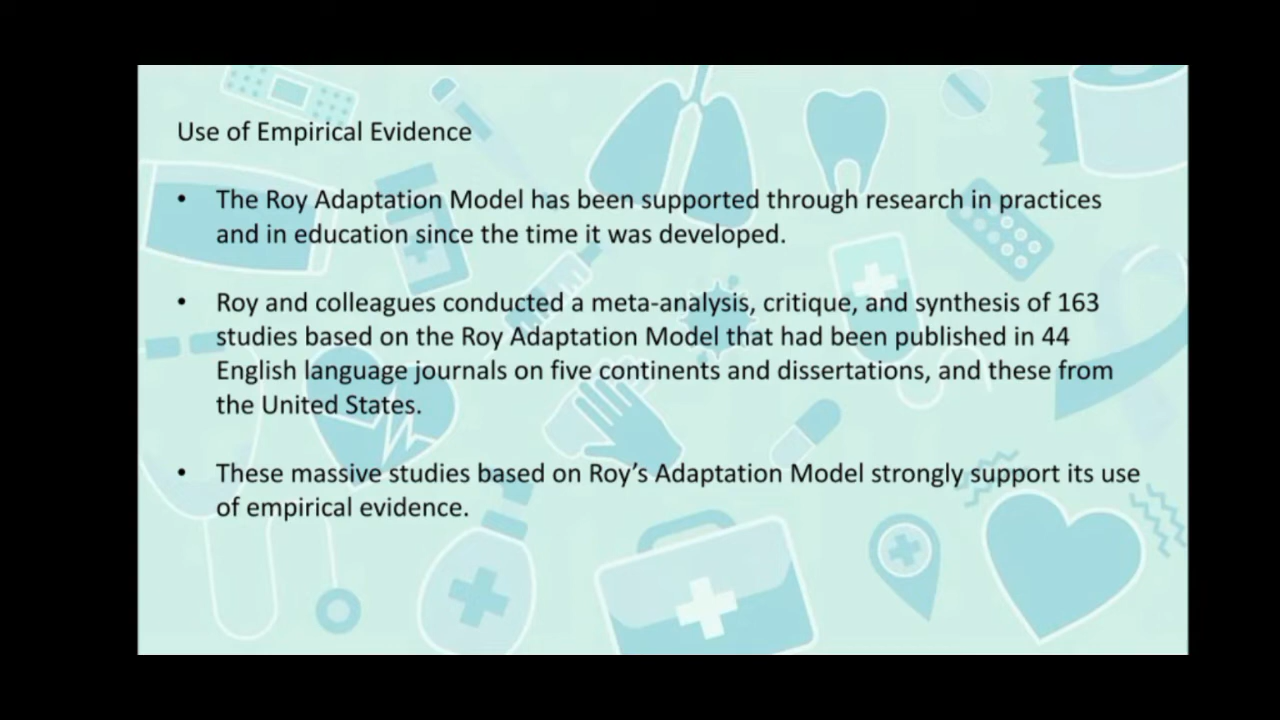 Use of Empirical Evidence
• The Roy Adaptation Model has been supported through research in practices
and in education since the time it was developed.
• Roy and colleagues conducted a meta-analysis, critique, and synthesis of 163
studies based on the Roy Adaptation Model that had been published in 44
English language journals on five continents and dissertations, and these from
the United States.
• These massive studies based on Roy’s Adaptation Model strongly support its use
of empirical evidence.